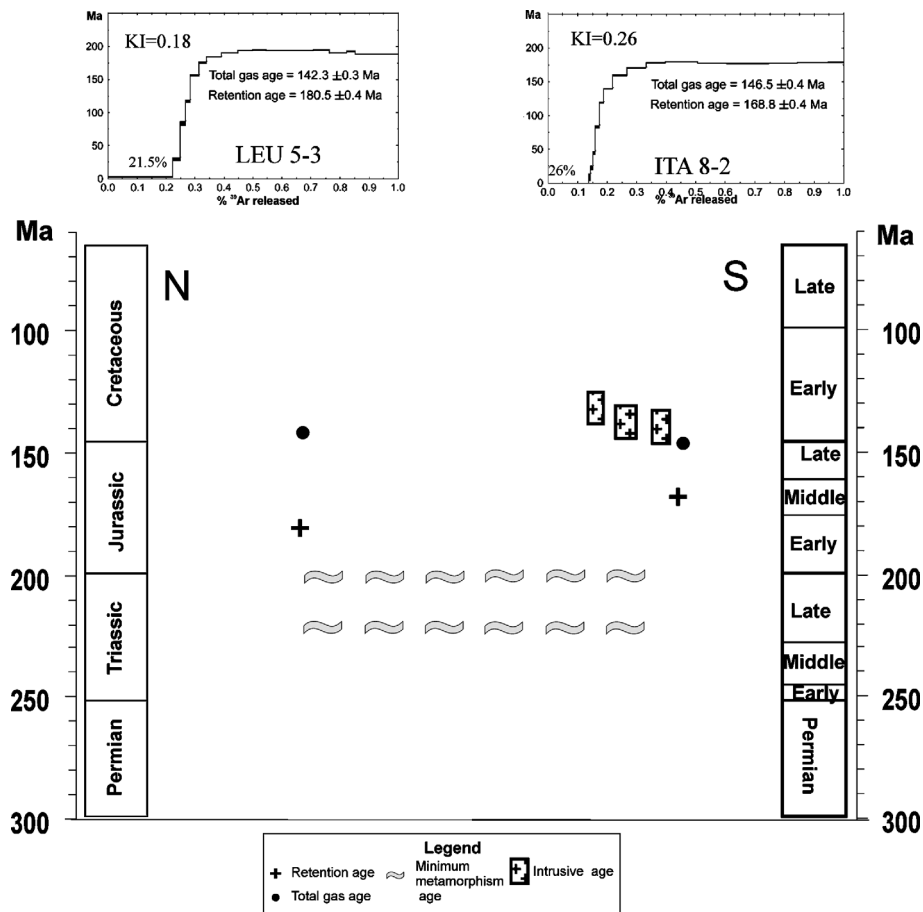 Ma
200
150
100
50
0
KI=0.18
Total gas age = 142.3 ±0.3 Ma
Retention age = 180.5 ±0.4 Ma
21.5%
LEU 5-3
0.0 0.1 0.2 0.3 0.4 0.5 0.6 0.7 0.8 0.9 1.0
% ³⁹Ar released
Ma
200
150
100
50
0
KI=0.26
Total gas age = 146.5 ±0.4 Ma
Retention age = 168.8 ±0.4 Ma
26%
ITA 8-2
0.0 0.1 0.2 0.3 0.4 0.5 0.6 0.7 0.8 0.9 1.0
% ³⁹Ar released
Ma
100
150
200
250
300
Cretaceous
Jurassic
Triassic
Permian
N
S
Late
Early
Late
Middle
Early
Late
Middle
Early
Permian
Ma
100
150
200
250
300
Legend
Retention age
Total gas age
Minimum
metamorphism
age
Intrusive age